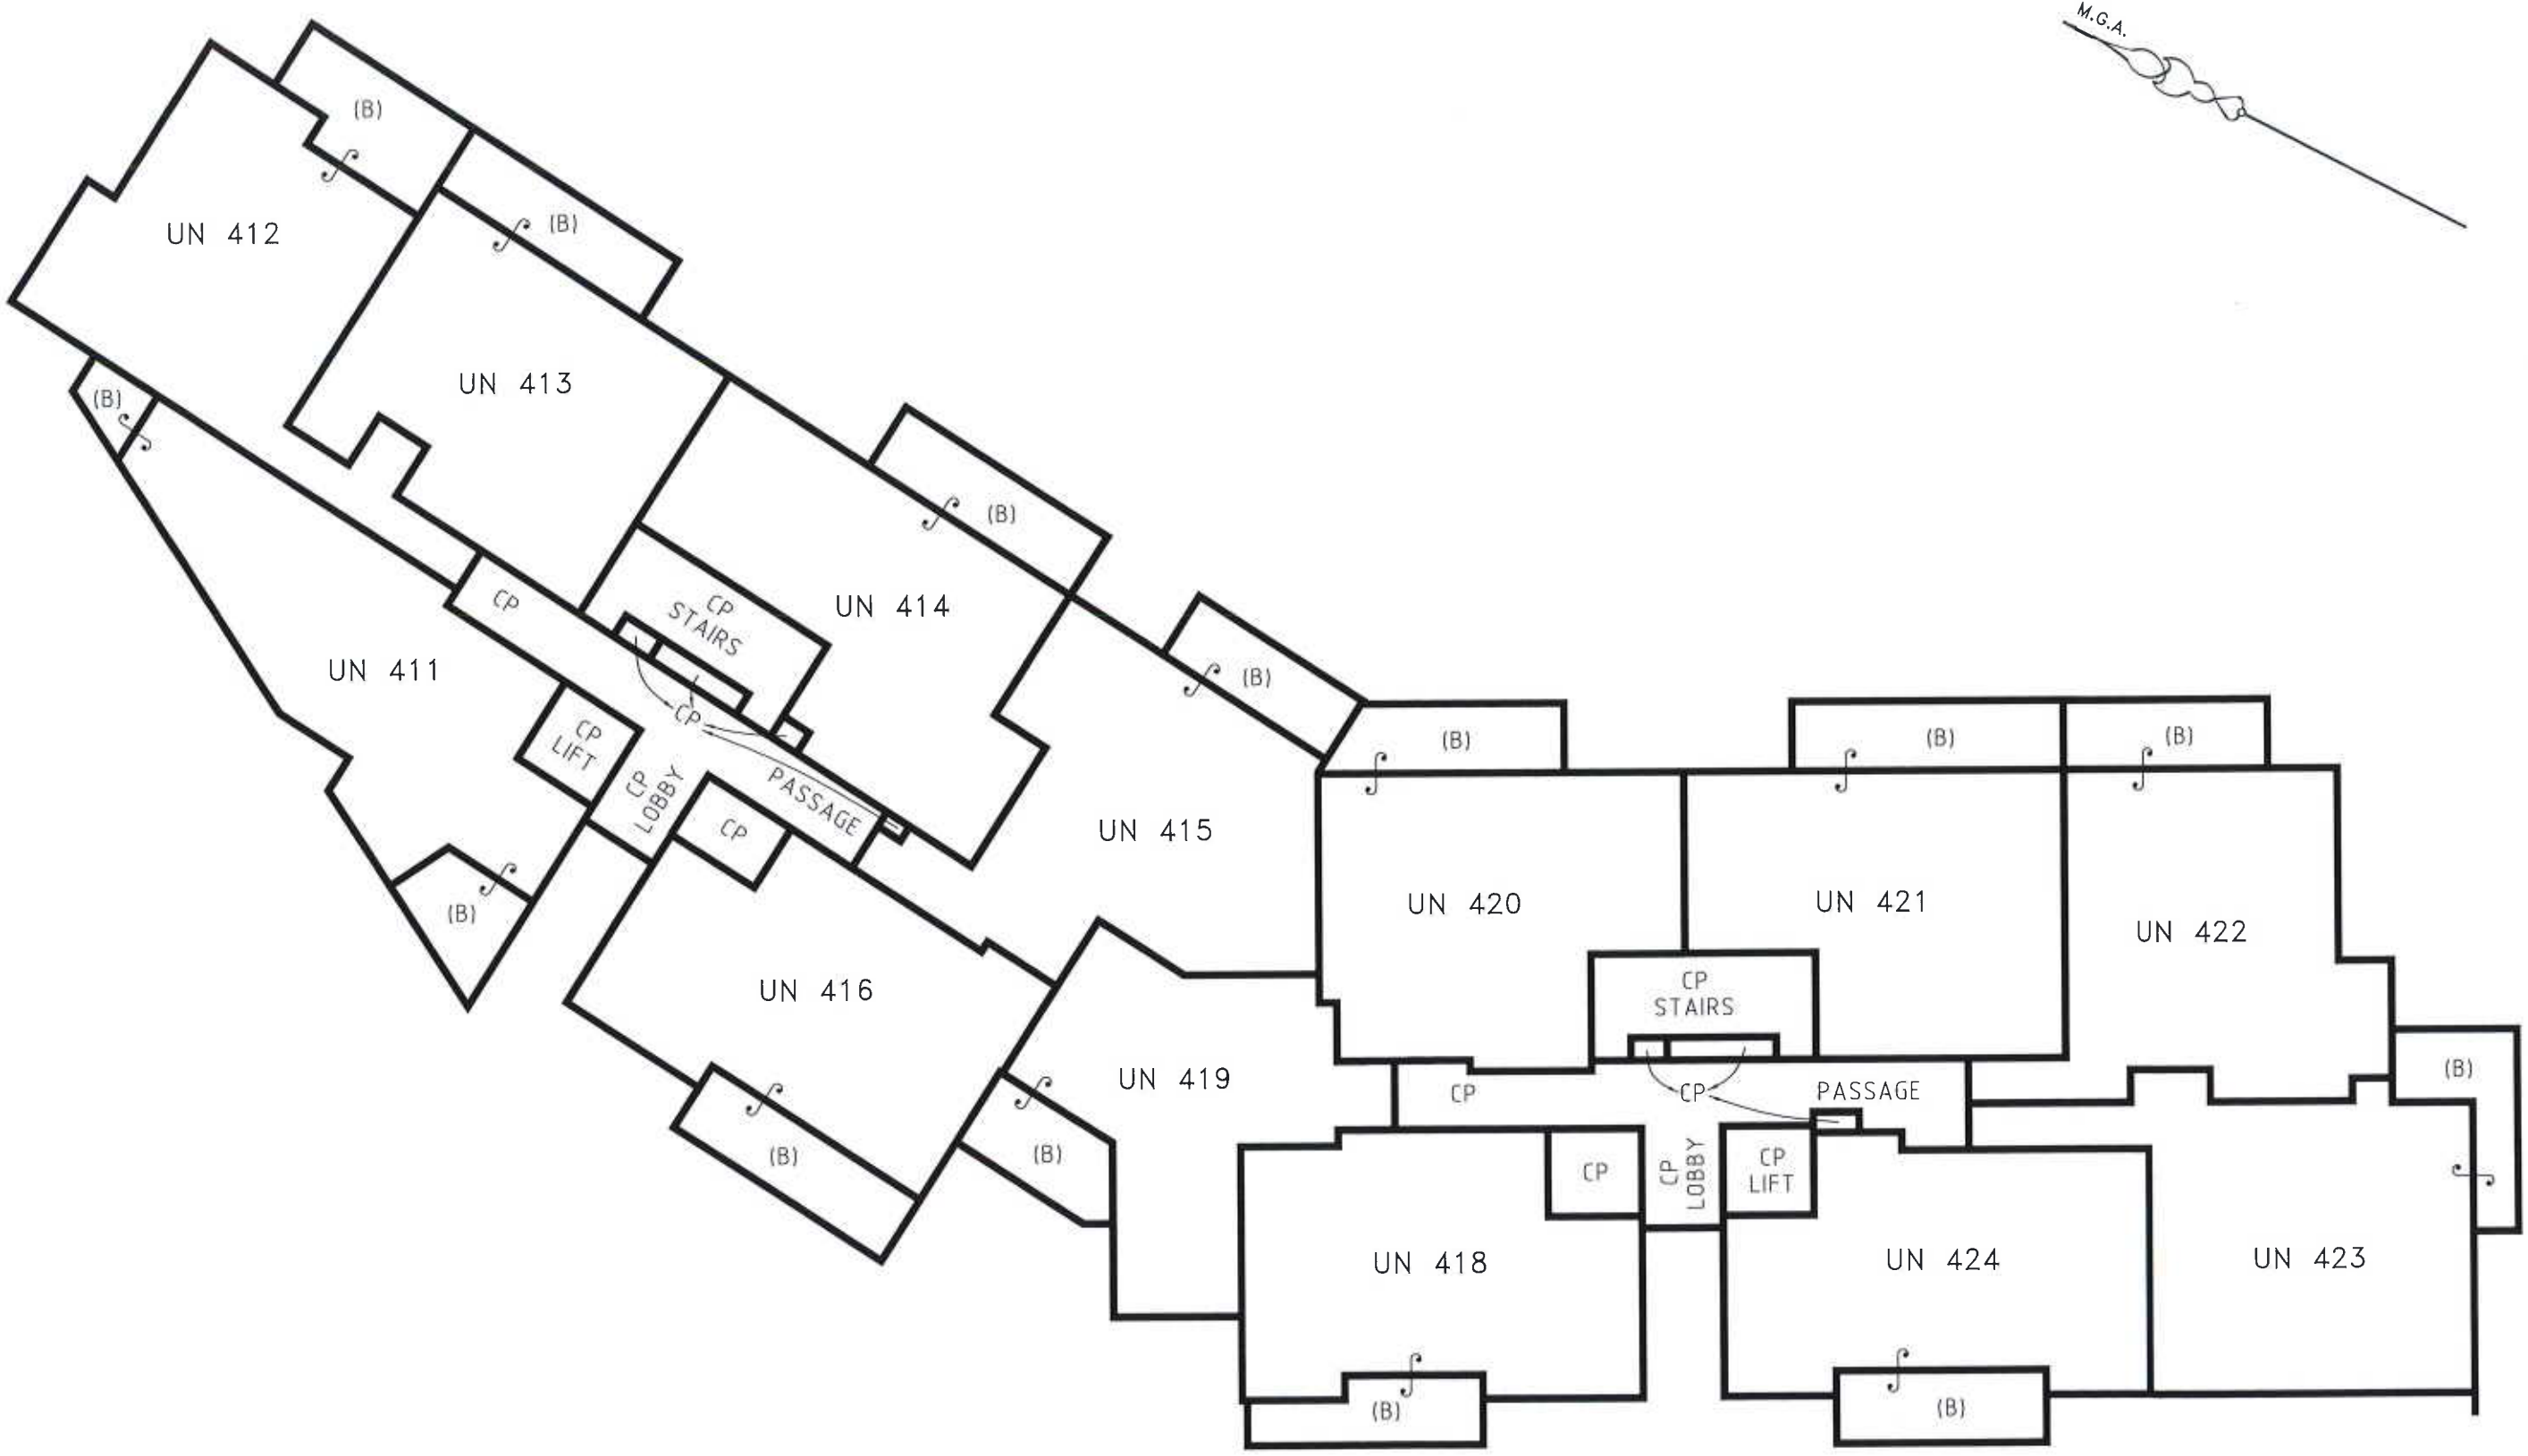 M.G.A.
(B)
UN 412
(B)
UN 413
(B)
(B)
UN 414
CP
STAIRS
CP
UN 411
(B)
(B)
(B)
(B)
CP
LIFT
CP
CP
LOBBY
PASSAGE
CP
UN 415
UN 420
UN 421
UN 422
(B)
UN 416
CP
STAIRS
UN 419
CP
CP
PASSAGE
(B)
(B)
(B)
CP
CP
LOBBY
CP
LIFT
UN 418
UN 424
UN 423
(B)
(B)